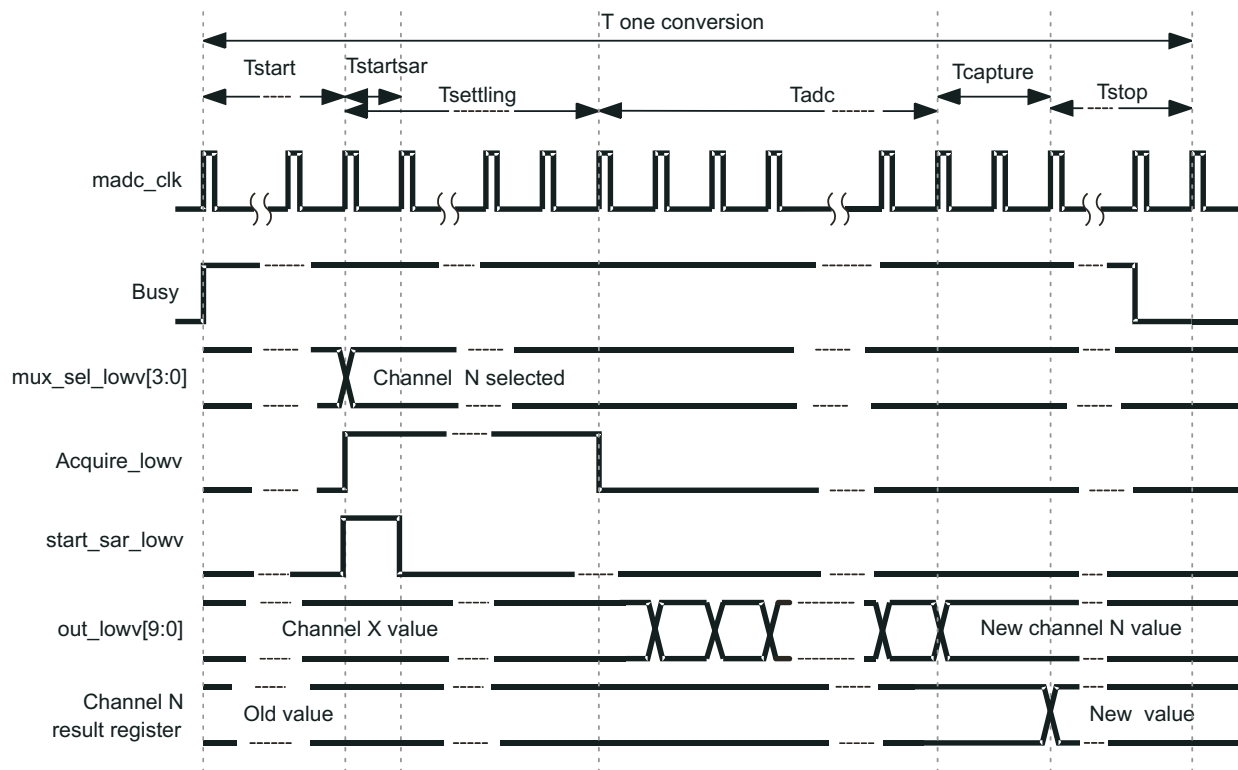 T one conversion
Tstart
Tstartsar
Tsettling
Tadc
Tcapture
Tstop
madc_clk
Busy
mux_sel_lowv[3:0]
Channel N selected
Acquire_lowv
start_sar_lowv
out_lowv[9:0]
Channel X value
New channel N value
Channel N
result register
Old value
New value